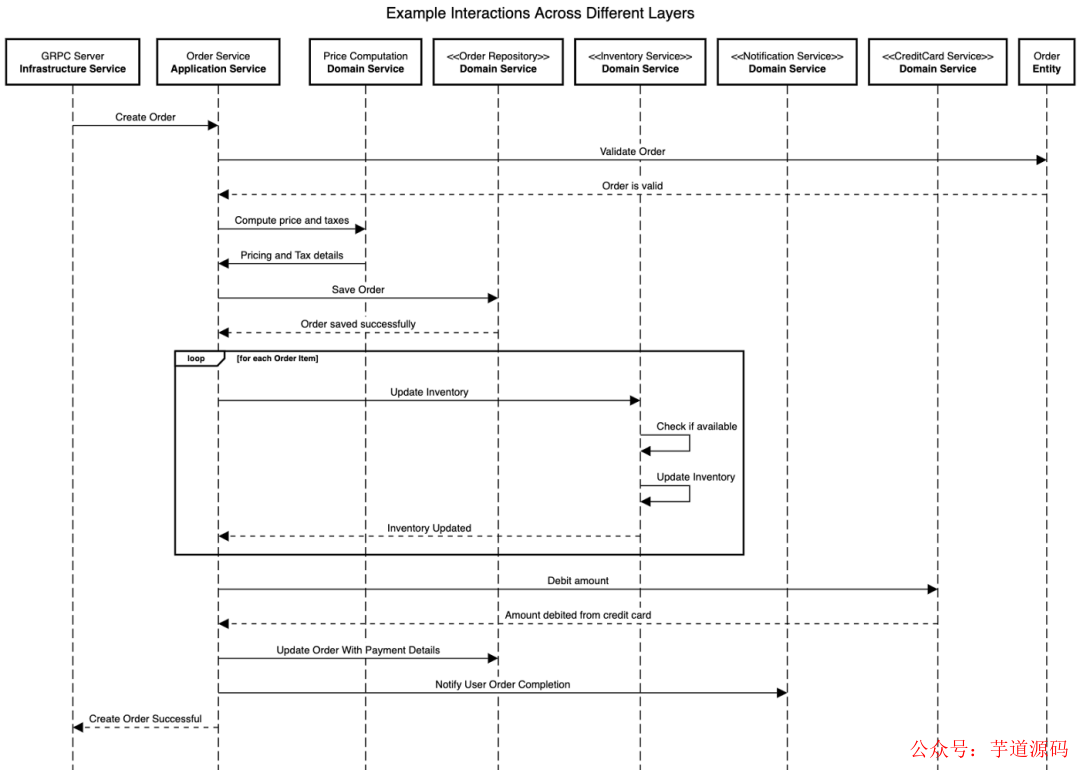 Example Interactions Across Different Layers
GRPC Server
Infrastructure Service
Order Service
Application Service
Price Computation
Domain Service
<<Order Repository>>
Domain Service
<<Inventory Service>>
Domain Service
<<Notification Service>>
Domain Service
<<CreditCard Service>>
Domain Service
Order
Entity
Create Order
Validate Order
Order is valid
Compute price and taxes
Pricing and Tax details
Save Order
Order saved successfully
loop [for each Order Item]
Update Inventory
Check if available
Update Inventory
Inventory Updated
Debit amount
Amount debited from credit card
Update Order With Payment Details
Notify User Order Completion
Create Order Successful
公众号：芋道源码